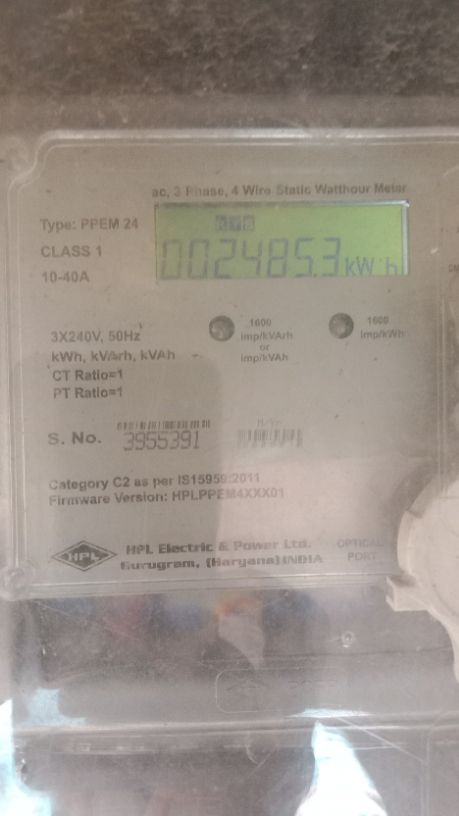 ac, 3 Phase, 4 Wire Static Watthour Meter
Type: PPEM 24
CLASS 1
10-40A
R Y B
002485.3 kWh
3X240V, 50Hz
kWh, kVArh, kVAh
CT Ratio=1
PT Ratio=1
1600
imp/kVArh
or
imp/kVAh
1600
imp/kWh
S. No. 3955391
Category C2 as per IS15959:2011
Firmware Version: HPLPPEM4XXX01
HPL
HPL Electric & Power Ltd.
Gurugram, (Haryana) INDIA
OPTICAL
PORT